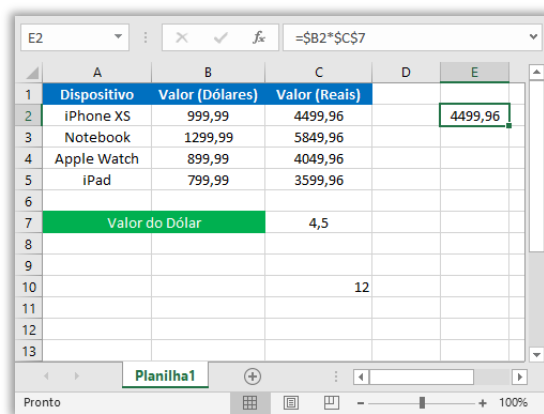 E2 fx =$B2*$C$7
A B C D E
1 Dispositivo Valor (Dólares) Valor (Reais)
2 iPhone XS 999,99 4499,96 4499,96
3 Notebook 1299,99 5849,96
4 Apple Watch 899,99 4049,96
5 iPad 799,99 3599,96
6
7 Valor do Dólar 4,5
8
9
10 12
11
12
13
Planilha1
Pronto 100%